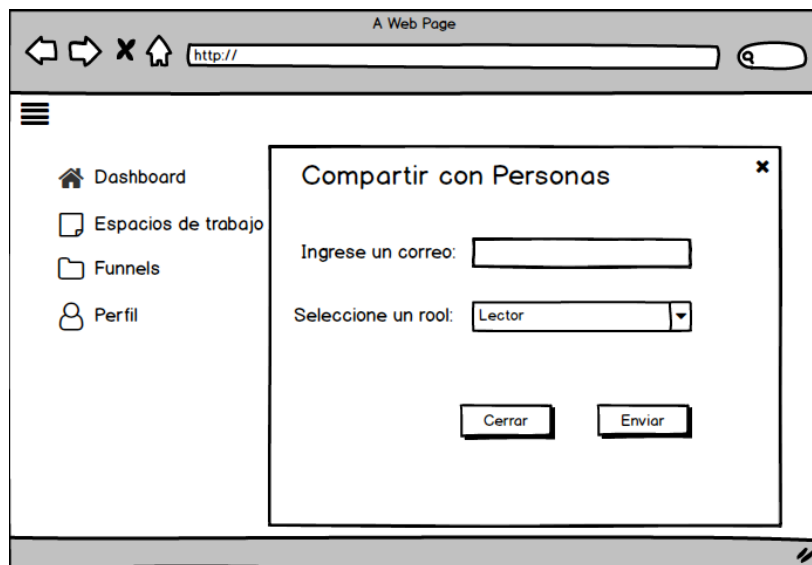 A Web Page
http://
Dashboard
Espacios de trabajo
Funnels
Perfil
Compartir con Personas
Ingrese un correo:
Seleccione un rool:
Lector
Cerrar
Enviar